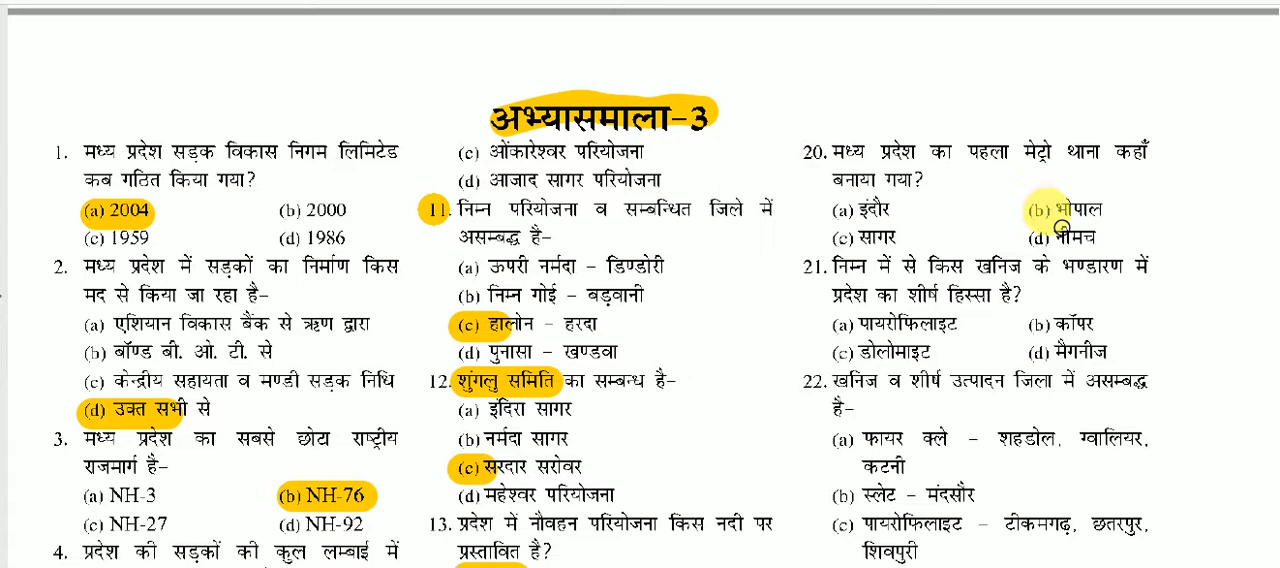 अभ्यासमाला-3
1. मध्य प्रदेश सड़क विकास निगम लिमिटेड
कब गठित किया गया?
(a) 2004 (b) 2000
(c) 1959 (d) 1986
2. मध्य प्रदेश में सड़कों का निर्माण किस
मद से किया जा रहा है-
(a) एशियान विकास बैंक से ऋण द्वारा
(b) बॉण्ड बी. ओ. टी. से
(c) केन्द्रीय सहायता व मण्डी सड़क निधि
(d) उक्त सभी से
3. मध्य प्रदेश का सबसे छोटा राष्ट्रीय
राजमार्ग है-
(a) NH-3 (b) NH-76
(c) NH-27 (d) NH-92
4. प्रदेश की सड़कों की कुल लम्बाई में
(c) ओंकारेश्वर परियोजना
(d) आजाद सागर परियोजना
11. निम्न परियोजना व सम्बन्धित जिले में
असम्बद्ध है-
(a) ऊपरी नर्मदा - डिण्डोरी
(b) निम्न गोई - बड़वानी
(c) हालोन - हरदा
(d) पुनासा - खण्डवा
12. शुंगलु समिति का सम्बन्ध है-
(a) इंदिरा सागर
(b) नर्मदा सागर
(c) सरदार सरोवर
(d) महेश्वर परियोजना
13. प्रदेश में नौवहन परियोजना किस नदी पर
प्रस्तावित है?
20. मध्य प्रदेश का पहला मेट्रो थाना कहाँ
बनाया गया?
(a) इंदौर (b) भोपाल
(c) सागर (d) नीमच
21. निम्न में से किस खनिज के भण्डारण में
प्रदेश का शीर्ष हिस्सा है?
(a) पायरोफिलाइट (b) कॉपर
(c) डोलोमाइट (d) मैगनीज
22. खनिज व शीर्ष उत्पादन जिला में असम्बद्ध
है-
(a) फायर क्ले - शहडोल, ग्वालियर,
कटनी
(b) स्लेट - मंदसौर
(c) पायरोफिलाइट - टीकमगढ़, छतरपुर,
शिवपुरी